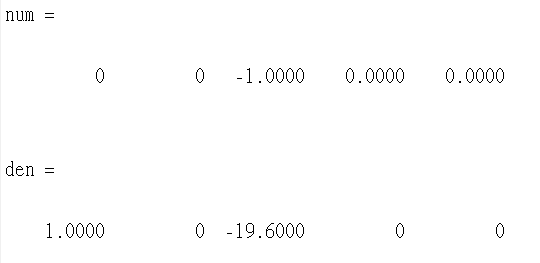 num =
0 0 -1.0000 0.0000 0.0000
den =
1.0000 0 -19.6000 0 0